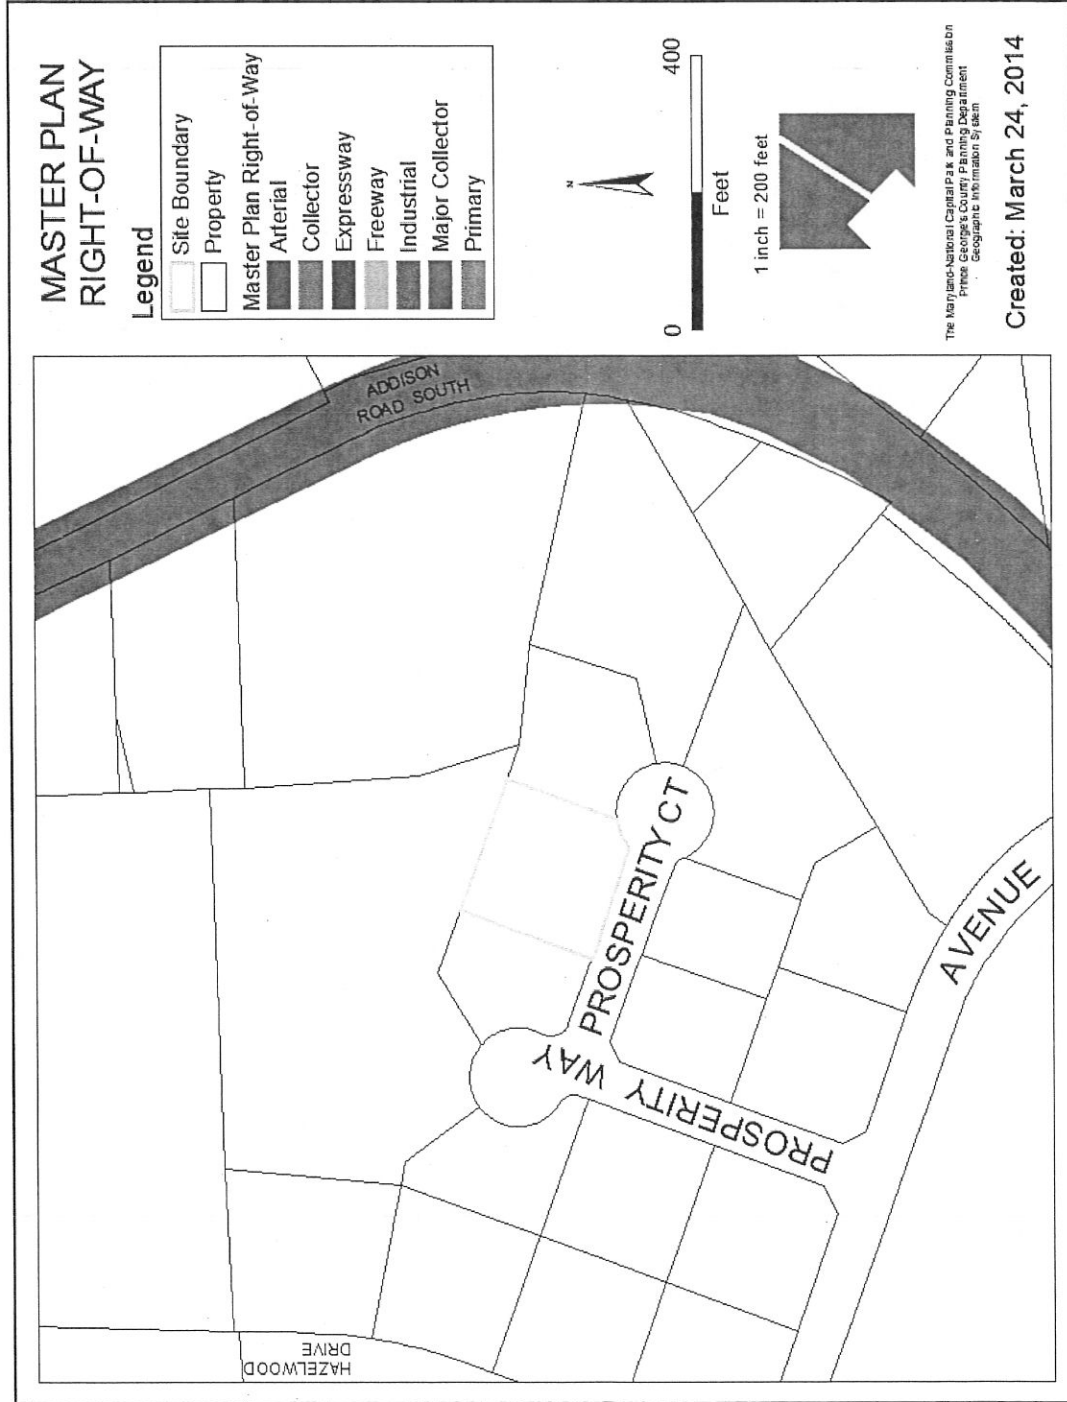 MASTER PLAN
RIGHT-OF-WAY
Legend
Site Boundary
Property
Master Plan Right-of-Way
Arterial
Collector
Expressway
Freeway
Industrial
Major Collector
Primary
N
0
400
Feet
1 inch = 200 feet
The Maryland-National Capital Park and Planning Commission
Prince George's County Planning Department
Geographic Information System
Created: March 24, 2014
ADDISON
ROAD SOUTH
PROSPERITY CT
PROSPERITY WAY
AVENUE
HAZELWOOD
DRIVE